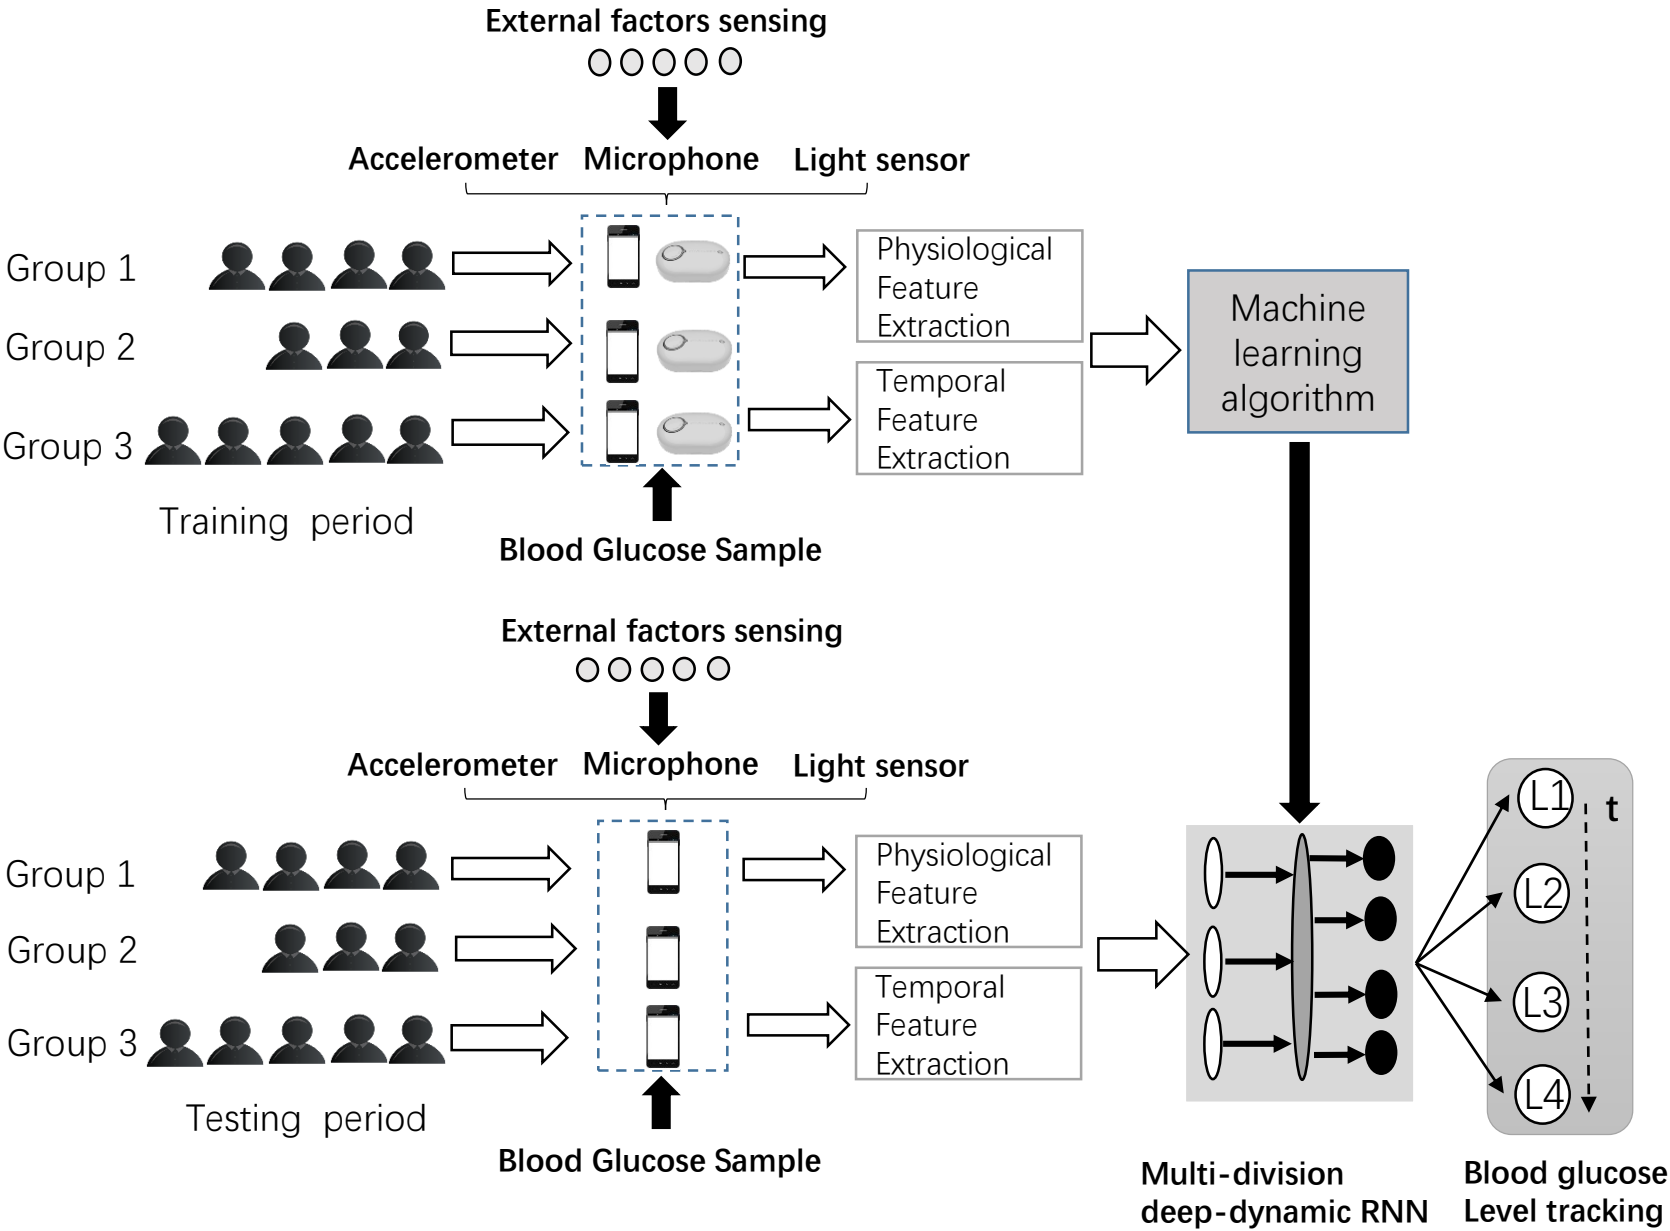 External factors sensing
Accelerometer Microphone Light sensor
Group 1
Group 2
Group 3
Training period
Blood Glucose Sample
Physiological
Feature
Extraction
Temporal
Feature
Extraction
Machine
learning
algorithm
External factors sensing
Accelerometer Microphone Light sensor
Group 1
Group 2
Group 3
Testing period
Blood Glucose Sample
Physiological
Feature
Extraction
Temporal
Feature
Extraction
Multi-division
deep-dynamic RNN
L1
t
L2
L3
L4
Blood glucose
Level tracking